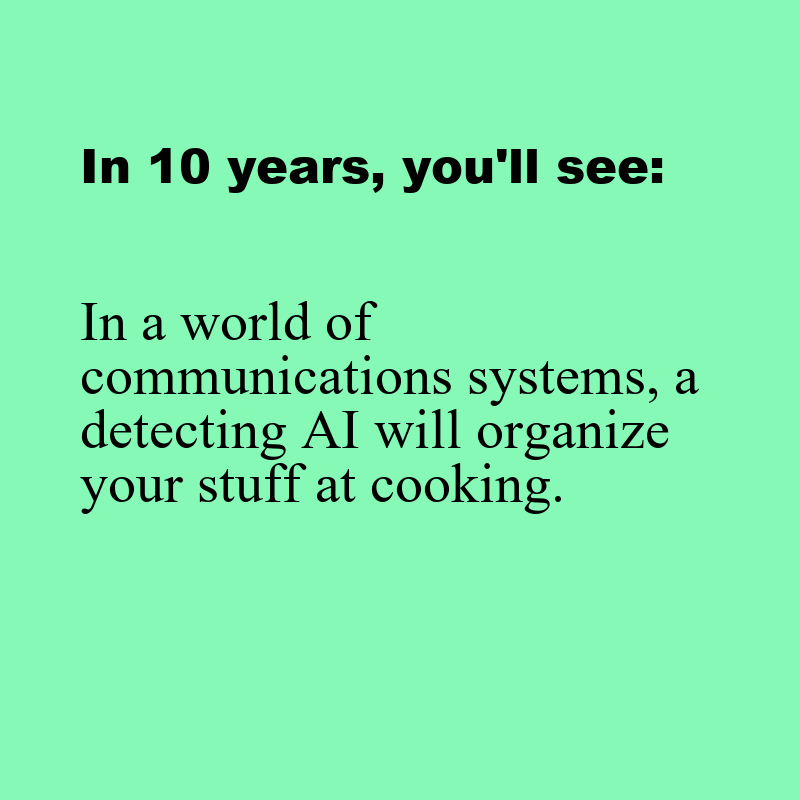 In 10 years, you'll see:
In a world of
communications systems, a
detecting AI will organize
your stuff at cooking.